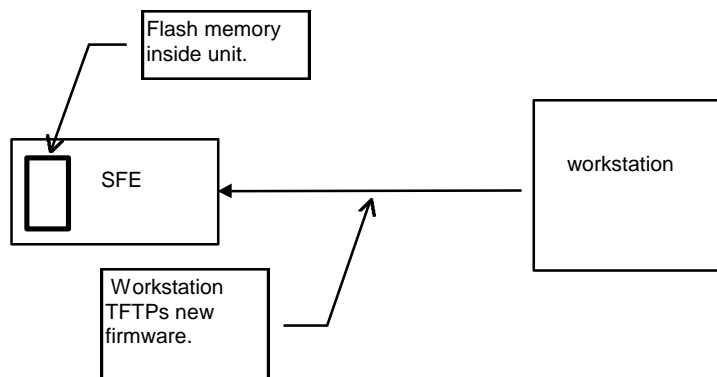 Flash memory
inside unit.
SFE
workstation
Workstation
TFTPs new
firmware.